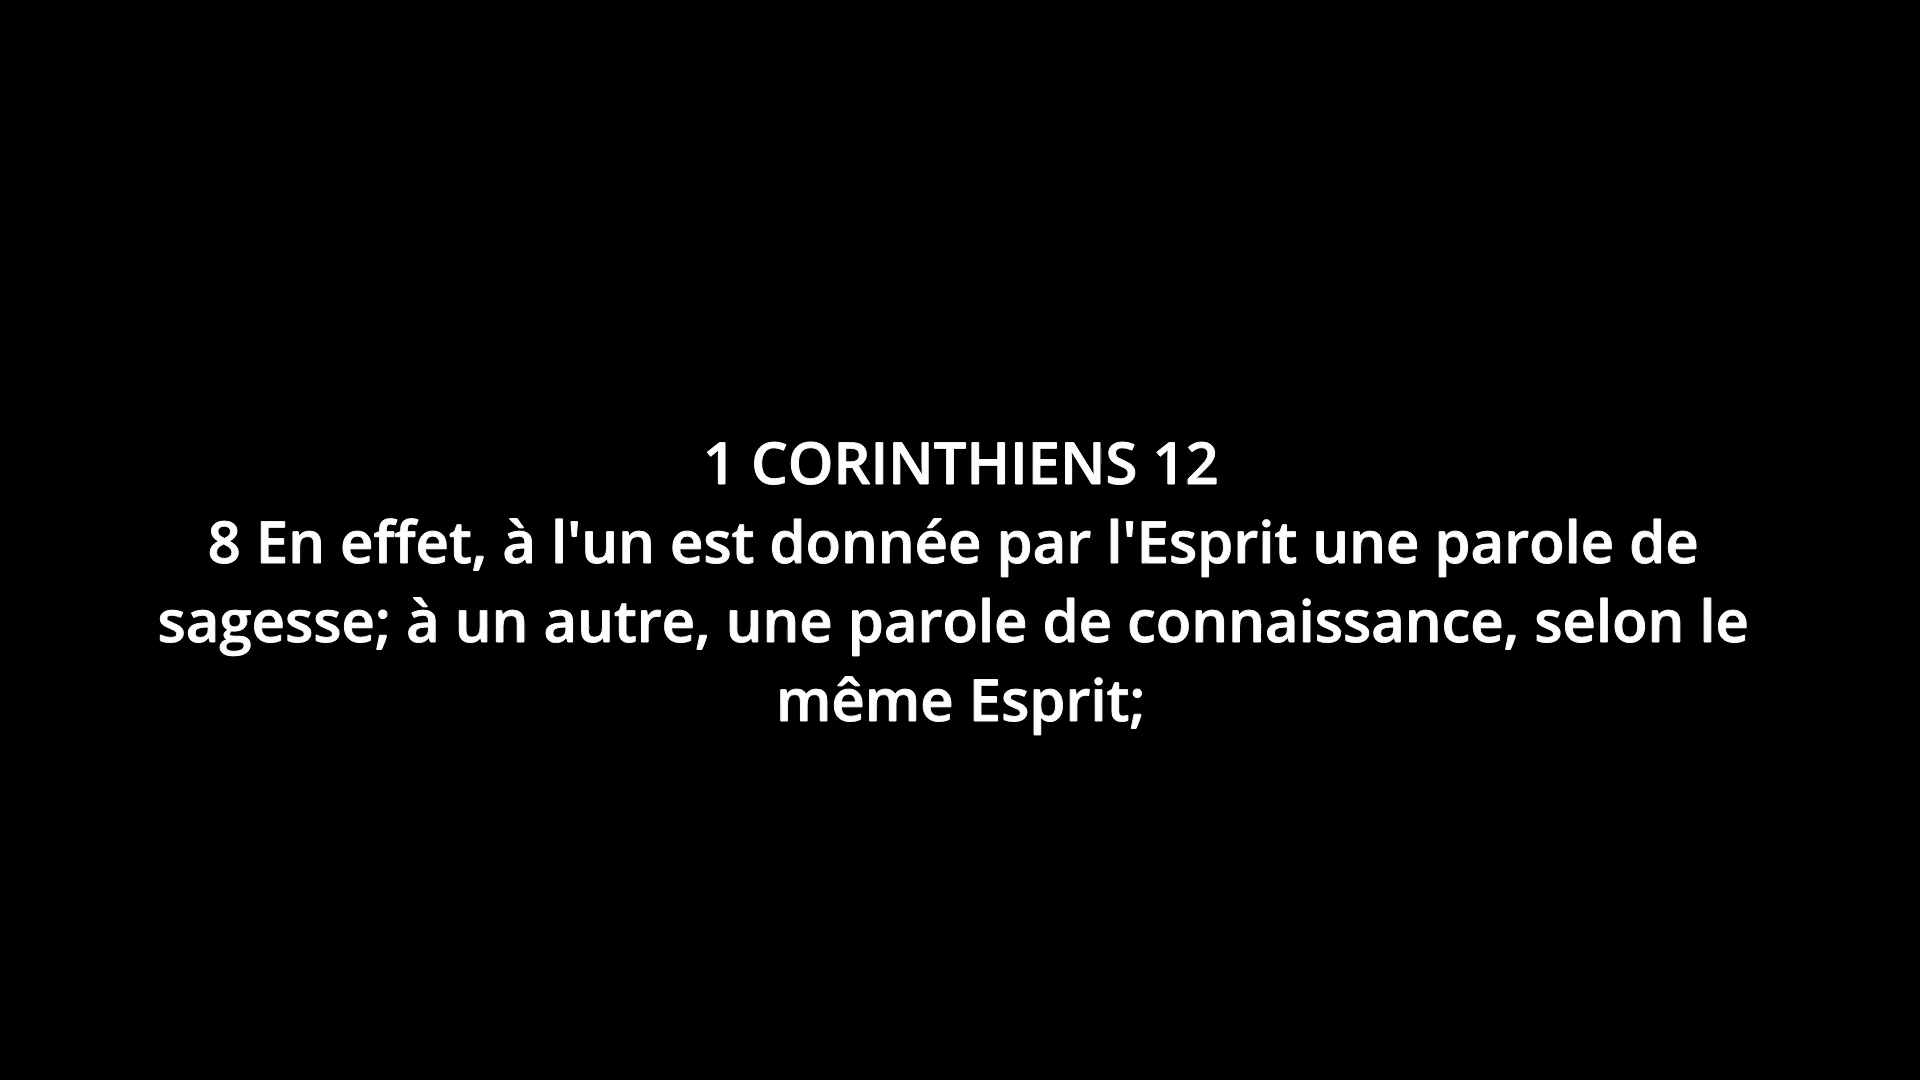 1 CORINTHIENS 12
8 En effet, à l'un est donnée par l'Esprit une parole de
sagesse; à un autre, une parole de connaissance, selon le
même Esprit;